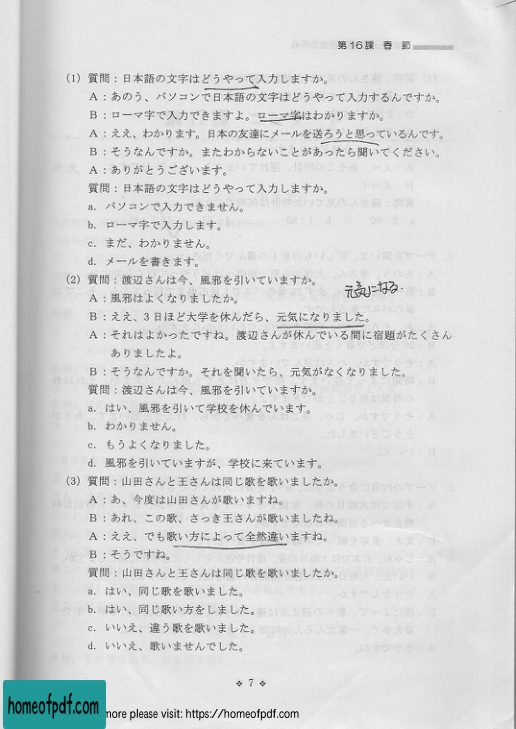 第16課 春 節
(1) 質問：日本語の文字はどうやって入力しますか。
A：あのう、パソコンで日本語の文字はどうやって入力するんですか。
B：ローマ字で入力できますよ。ローマ字はわかりますか。
A：ええ、わかります。日本の友達にメールを送ろうと思っているんです。
B：そうなんですか。またわからないことがあったら聞いてください。
A：ありがとうございます。
質問：日本語の文字はどうやって入力しますか。
a. パソコンで入力できません。
b. ローマ字で入力します。
c. まだ、わかりません。
d. メールを書きます。
(2) 質問：渡辺さんは今、風邪を引いていますか。
元気になる.
A：風邪はよくなりましたか。
B：ええ、3日ほど大学を休んだら、元気になりました。
A：それはよかったですね。渡辺さんが休んでいる間に宿題がたくさん
ありましたよ。
B：そうなんですか。それを聞いたら、元気がなくなりました。
質問：渡辺さんは今、風邪を引いていますか。
a. はい、風邪を引いて学校を休んでいます。
b. わかりません。
c. もうよくなりました。
d. 風邪を引いていますが、学校に来ています。
(3) 質問：山田さんと王さんは同じ歌を歌いましたか。
A：あ、今度は山田さんが歌いますね。
B：あれ、この歌、さっき王さんが歌いましたね。
A：ええ、でも歌い方によって全然違いますね。
B：そうですね。
質問：山田さんと王さんは同じ歌を歌いましたか。
a. はい、同じ歌を歌いました。
b. はい、同じ歌い方をしました。
c. いいえ、違う歌を歌いました。
d. いいえ、歌いませんでした。
❖ 7 ❖
homeofpdf.com
more please visit: https://homeofpdf.com